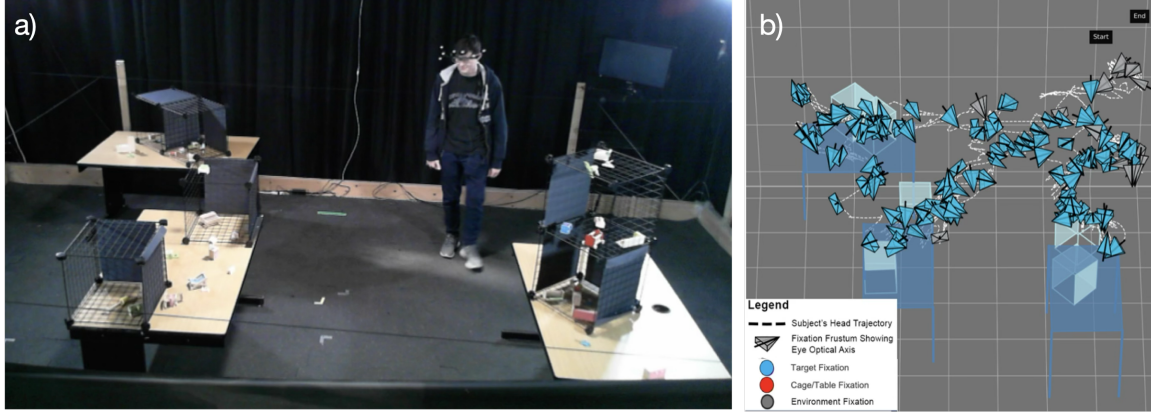 a)
b)
End
Start
Legend
Subject's Head Trajectory
Fixation Frustum Showing
Eye Optical Axis
Target Fixation
Cage/Table Fixation
Environment Fixation